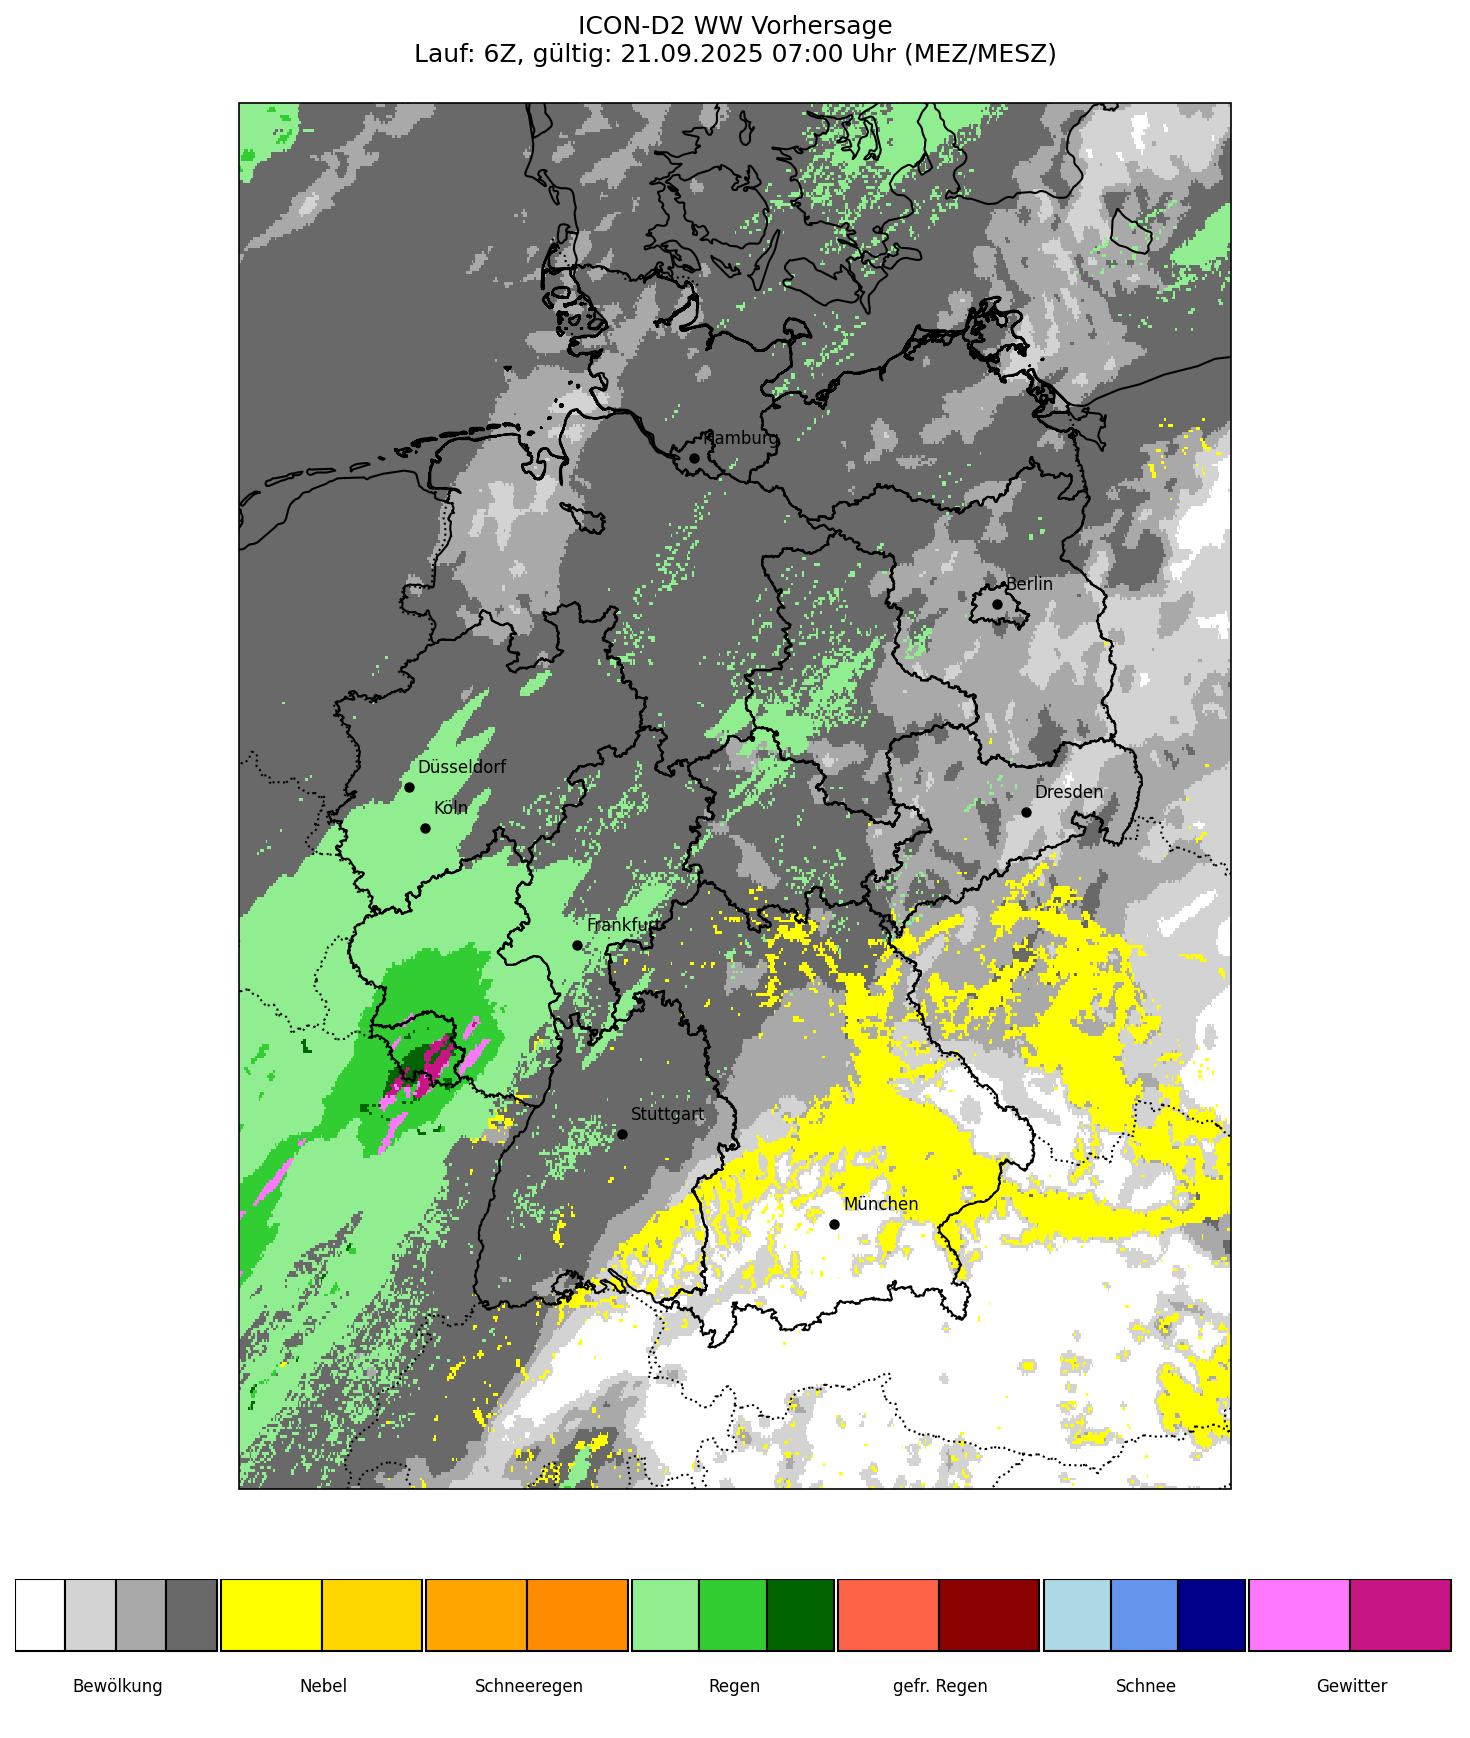 ICON-D2 WW Vorhersage
Lauf: 6Z, gültig: 21.09.2025 07:00 Uhr (MEZ/MESZ)
Hamburg
Berlin
Düsseldorf
Köln
Dresden
Frankfurt
Stuttgart
München
Bewölkung
Nebel
Schneeregen
Regen
gefr. Regen
Schnee
Gewitter